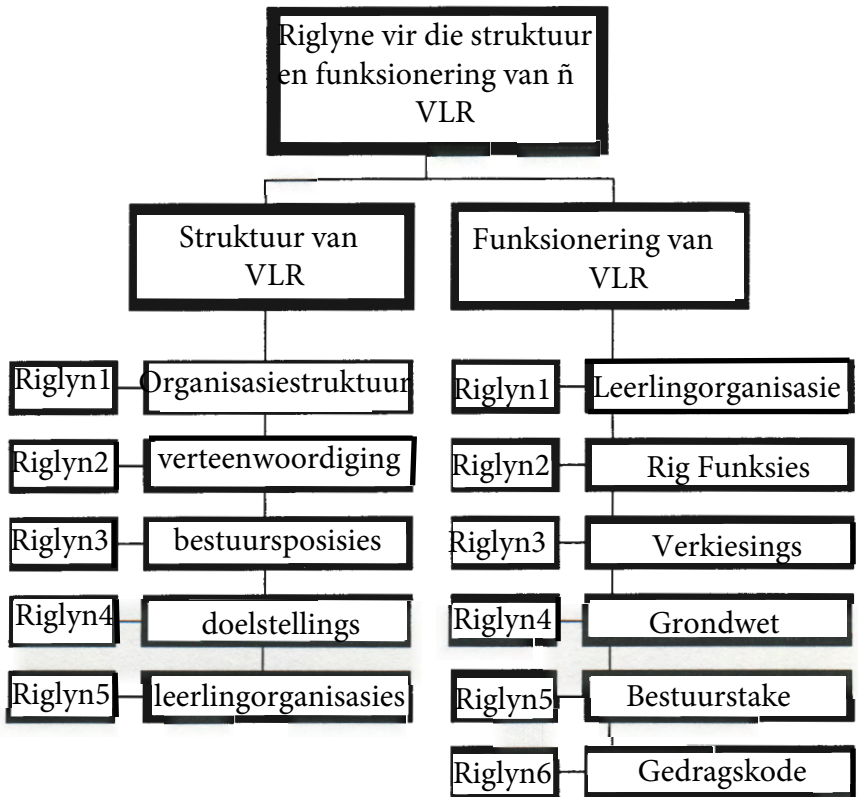 Riglyne vir die struktuur
en funksionering van ñ
VLR
Struktuur van
VLR
Funksionering van
VLR
Riglyn1
Organisasiestruktuur
Riglyn2
verteenwoordiging
Riglyn3
bestuursposisies
Riglyn4
doelstellings
Riglyn5
leerlingorganisasies
Riglyn1
Leerlingorganisasie
Riglyn2
Rig Funksies
Riglyn3
Verkiesings
Riglyn4
Grondwet
Riglyn5
Bestuurstake
Riglyn6
Gedragskode